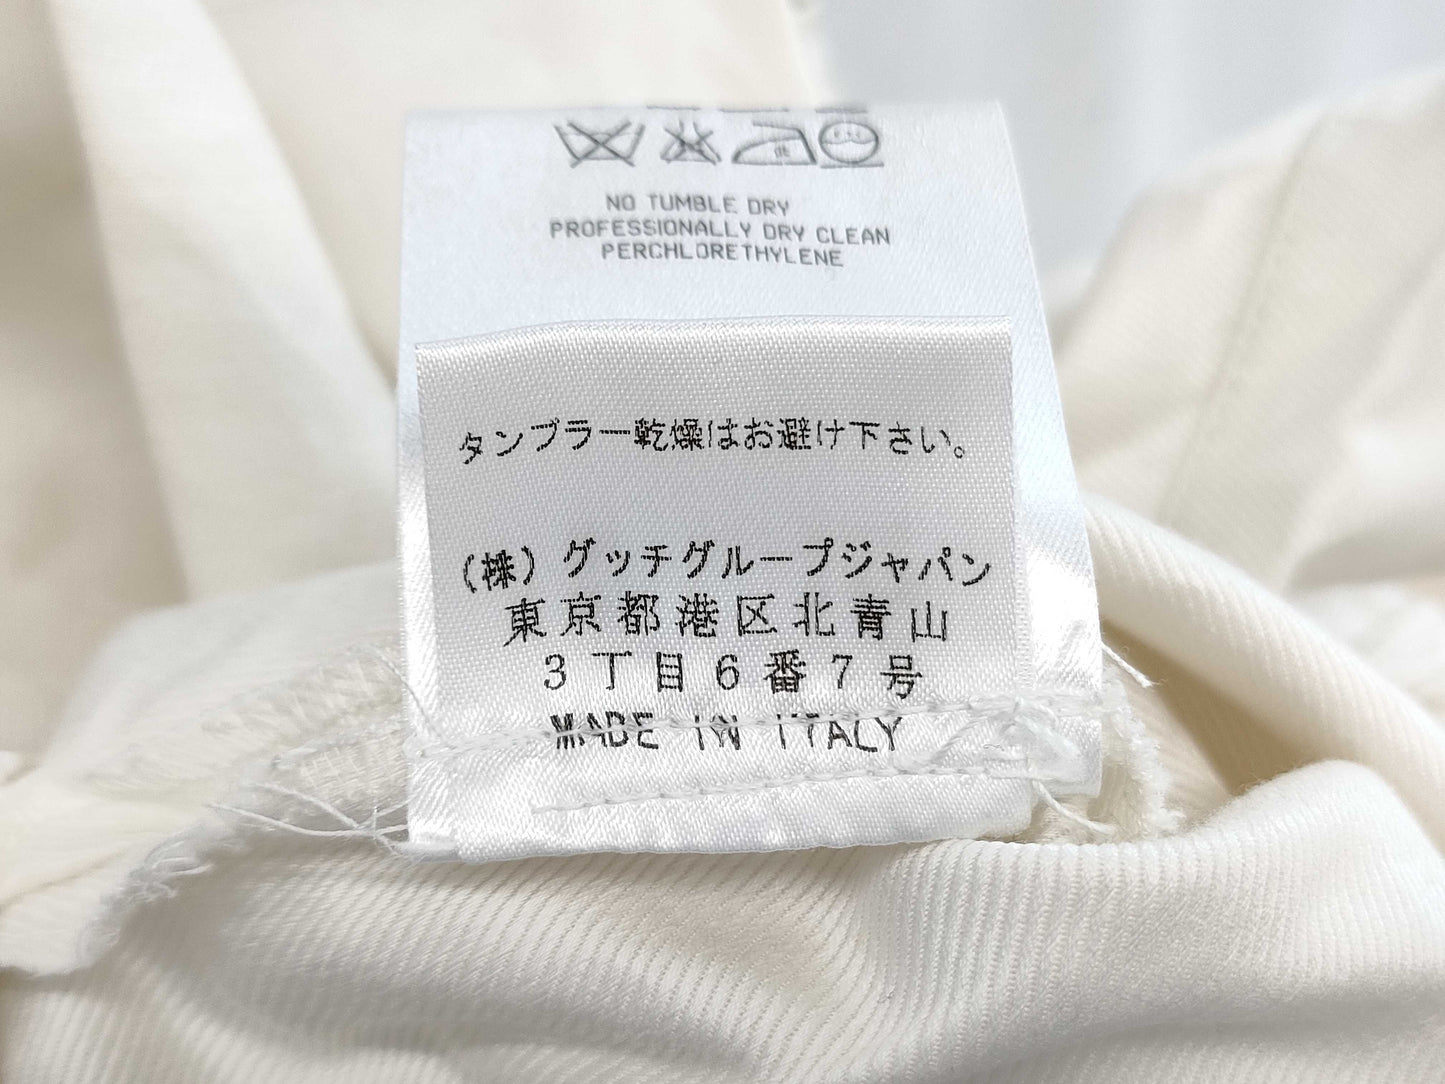 NO TUMBLE DRY
PROFESSIONALLY DRY CLEAN
PERCHLORETHYLENE
タンブラー乾燥はお避け下さい。
(株)グッチグループジャパン
東京都港区北青山
3丁目6番7号
MADE IN ITALY